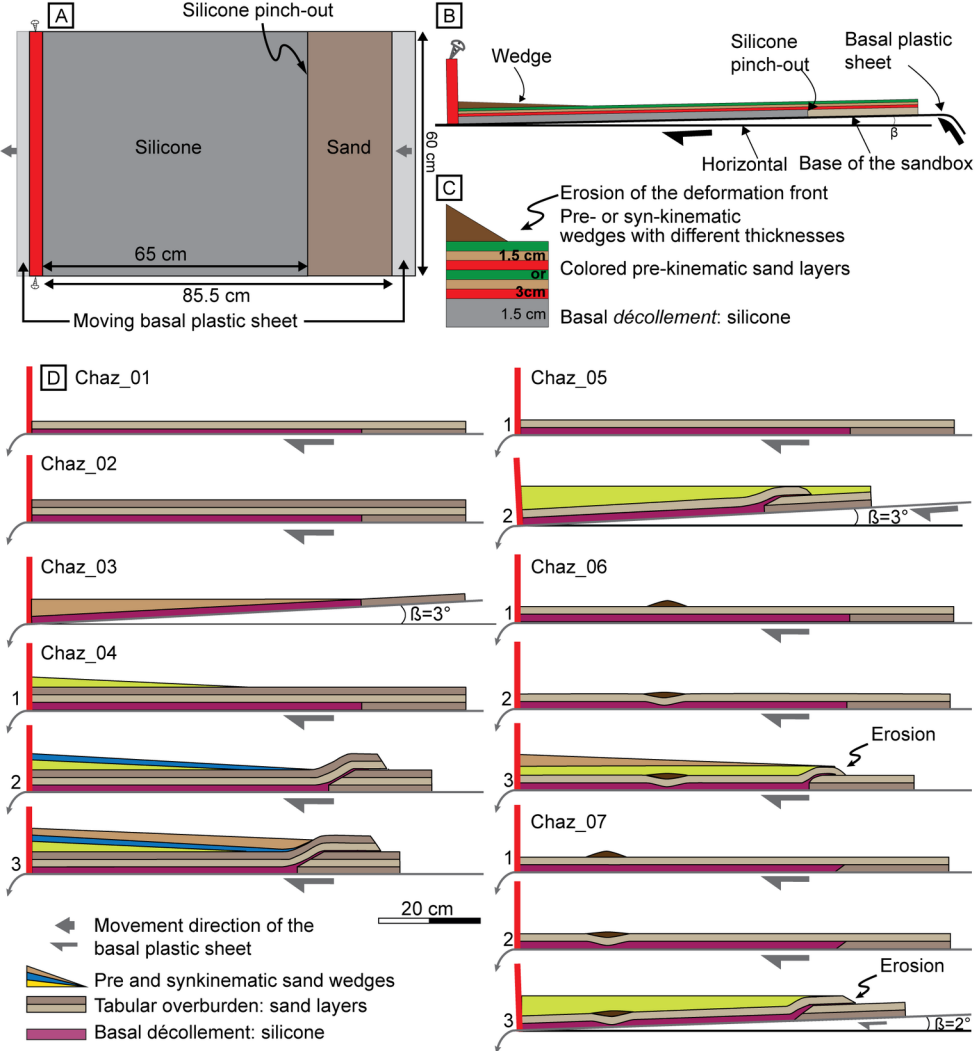 A
Silicone pinch-out
Silicone
Sand
60 cm
65 cm
85.5 cm
Moving basal plastic sheet
B
Wedge
Silicone
pinch-out
Basal plastic
sheet
β
Horizontal
Base of the sandbox
C
Erosion of the deformation front
Pre- or syn-kinematic
wedges with different thicknesses
1.5 cm
or
3cm
Colored pre-kinematic sand layers
1.5 cm
Basal décollement: silicone
D
Chaz_01
Chaz_02
Chaz_03
ß=3°
Chaz_04
1
2
3
20 cm
Movement direction of the
basal plastic sheet
Pre and synkinematic sand wedges
Tabular overburden: sand layers
Basal décollement: silicone
Chaz_05
1
2
ß=3°
Chaz_06
1
2
Erosion
3
Chaz_07
1
2
Erosion
3
ß=2°